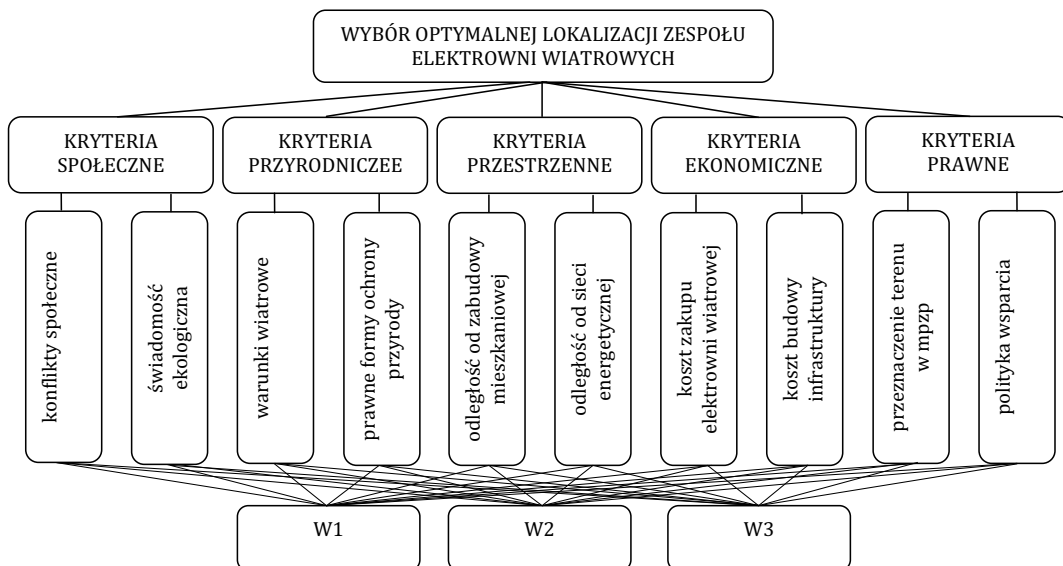 WYBÓR OPTYMALNEJ LOKALIZACJI ZESPOŁU
ELEKTROWNI WIATROWYCH
KRYTERIA
SPOŁECZNE
KRYTERIA
PRZYRODNICZEE
KRYTERIA
PRZESTRZENNE
KRYTERIA
EKONOMICZNE
KRYTERIA
PRAWNE
konflikty społeczne
świadomość
ekologiczna
warunki wiatrowe
prawne formy ochrony
przyrody
odległość od zabudowy
mieszkaniowej
odległość od sieci
energetycznej
koszt zakupu
elektrowni wiatrowej
koszt budowy
infrastruktury
przeznaczenie terenu
w mpzp
polityka wsparcia
W1
W2
W3